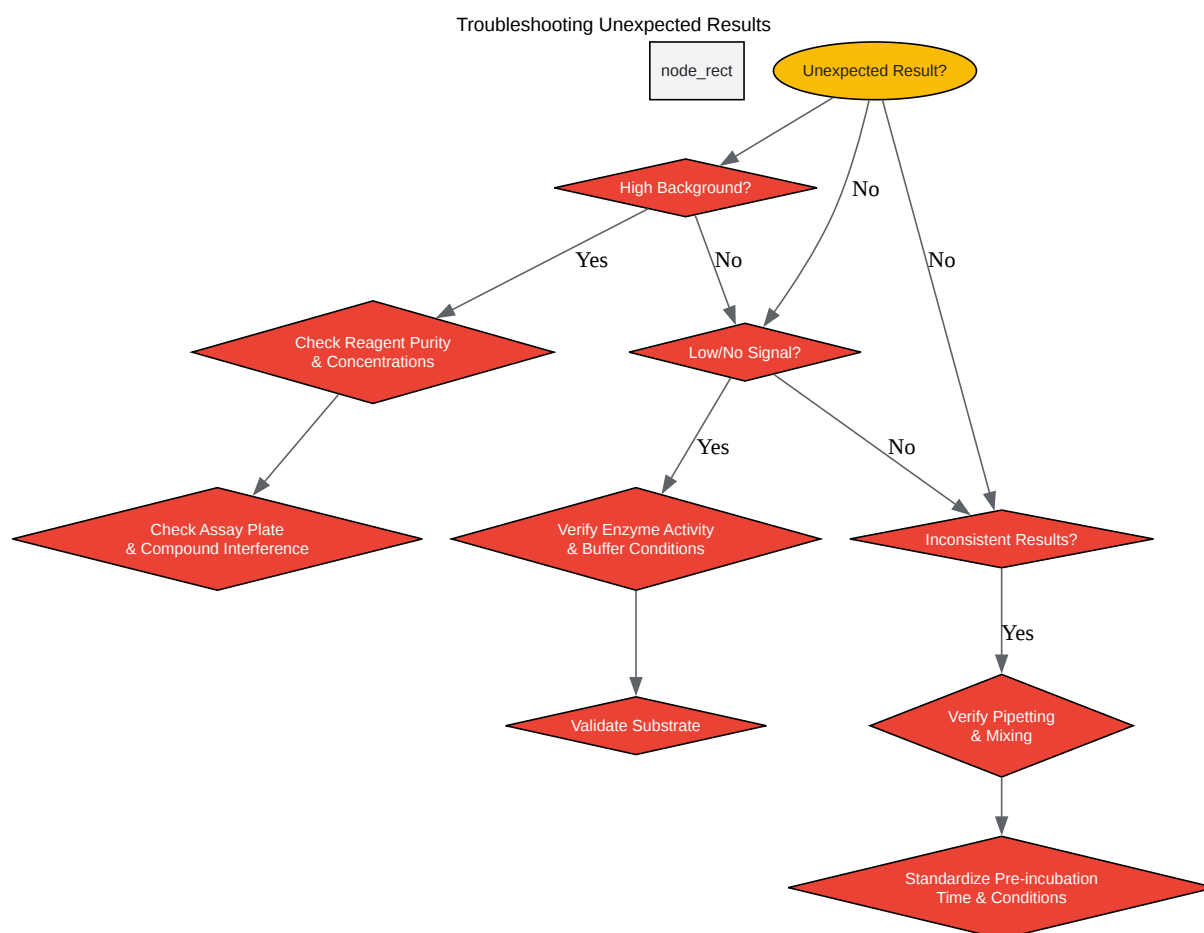 Troubleshooting Unexpected Results
node_rect
Unexpected Result?
High Background?
No
Yes
No
No
Check Reagent Purity
& Concentrations
Low/No Signal?
Yes
No
Check Assay Plate
& Compound Interference
Verify Enzyme Activity
& Buffer Conditions
Inconsistent Results?
Yes
Validate Substrate
Verify Pipetting
& Mixing
Standardize Pre-incubation
Time & Conditions